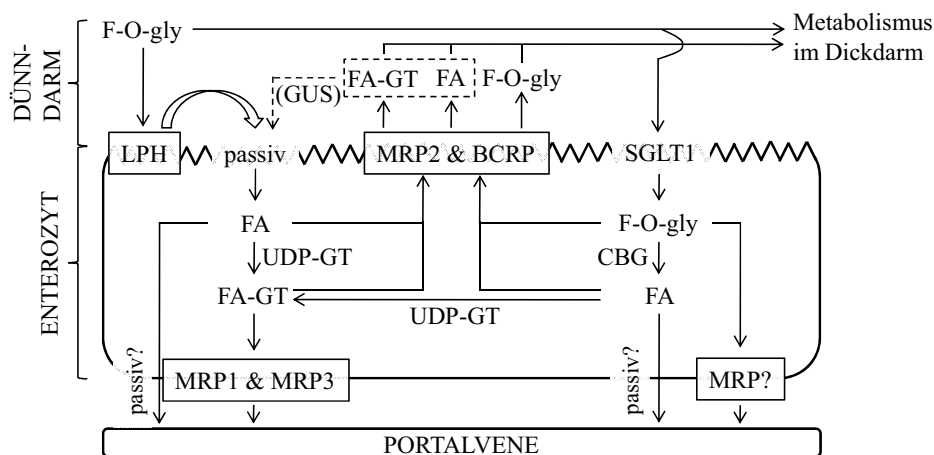 F-O-gly
Metabolismus
im Dickdarm
DÜNN-
DARM
(GUS)
FA-GT FA F-O-gly
LPH passiv MRP2 & BCRP SGLT1
ENTEROZYT
FA F-O-gly
UDP-GT CBG
FA-GT FA
UDP-GT
passiv? passiv?
MRP1 & MRP3 MRP?
PORTALVENE